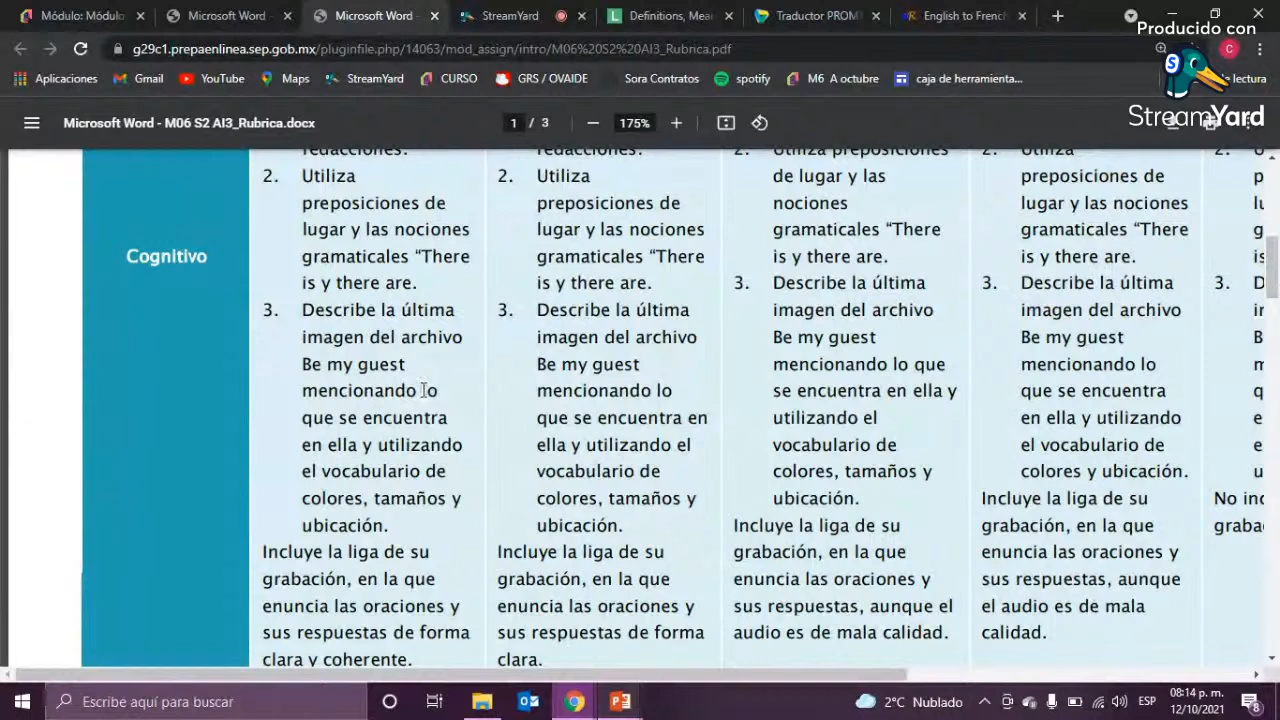 Módulo: Módulo
Microsoft Word -
Microsoft Word -
StreamYard
Definitions, Mea
Traductor PROM
English to Frenc
Producido con
g29c1.prepaenlinea.sep.gob.mx/pluginfile.php/14063/mod_assign/intro/M06%20S2%20AI3_Rubrica.pdf
C
Aplicaciones
Gmail
YouTube
Maps
StreamYard
CURSO
GRS / OVAIDE
Sora Contratos
spotify
M6 A octubre
caja de herramienta...
de lectura
StreamYard
Microsoft Word - M06 S2 AI3_Rubrica.docx
1 / 3
175%
Cognitivo
redacciones.
2. Utiliza
preposiciones de
lugar y las nociones
gramaticales “There
is y there are.
3. Describe la última
imagen del archivo
Be my guest
mencionando lo
que se encuentra
en ella y utilizando
el vocabulario de
colores, tamaños y
ubicación.
Incluye la liga de su
grabación, en la que
enuncia las oraciones y
sus respuestas de forma
clara y coherente.
redacciones.
2. Utiliza
preposiciones de
lugar y las nociones
gramaticales “There
is y there are.
3. Describe la última
imagen del archivo
Be my guest
mencionando lo
que se encuentra en
ella y utilizando el
vocabulario de
colores, tamaños y
ubicación.
Incluye la liga de su
grabación, en la que
enuncia las oraciones y
sus respuestas de forma
clara.
2. Utiliza preposiciones
de lugar y las
nociones
gramaticales “There
is y there are.
3. Describe la última
imagen del archivo
Be my guest
mencionando lo que
se encuentra en ella y
utilizando el
vocabulario de
colores, tamaños y
ubicación.
Incluye la liga de su
grabación, en la que
enuncia las oraciones y
sus respuestas, aunque el
audio es de mala calidad.
2. Utiliza
preposiciones de
lugar y las nociones
gramaticales “There
is y there are.
3. Describe la última
imagen del archivo
Be my guest
mencionando lo
que se encuentra
en ella y utilizando
el vocabulario de
colores y ubicación.
Incluye la liga de su
grabación, en la que
enuncia las oraciones y
sus respuestas, aunque
el audio es de mala
calidad.
2.
3.
No inc
graba
Escribe aquí para buscar
2°C Nublado
ESP
08:14 p. m.
12/10/2021
8